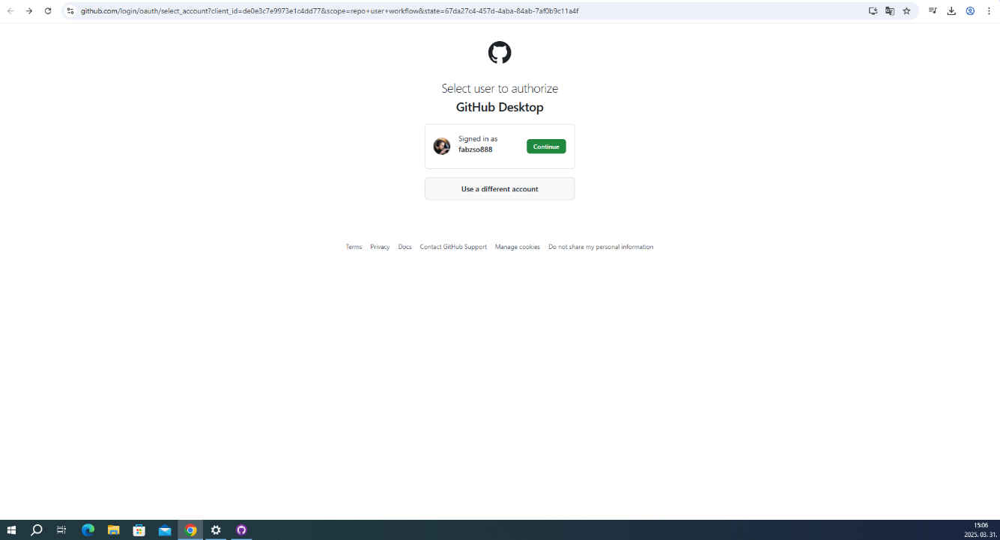 github.com/login/oauth/select_account?client_id=de0e3c7e9973e1c4dd77&scope=repo+user+workflow&state=67da27c4-457d-4aba-84ab-7af0b9c11a4f
Select user to authorize
GitHub Desktop
Signed in as
fabzso888
Continue
Use a different account
Terms Privacy Docs Contact GitHub Support Manage cookies Do not share my personal information
15:06
2025. 03. 31.